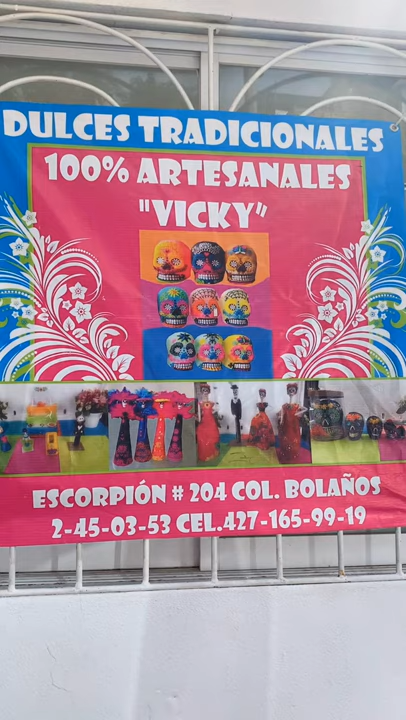 DULCES TRADICIONALES
100% ARTESANALES
"VICKY"
ESCORPIÓN # 204 COL. BOLAÑOS
2-45-03-53 CEL.427-165-99-19